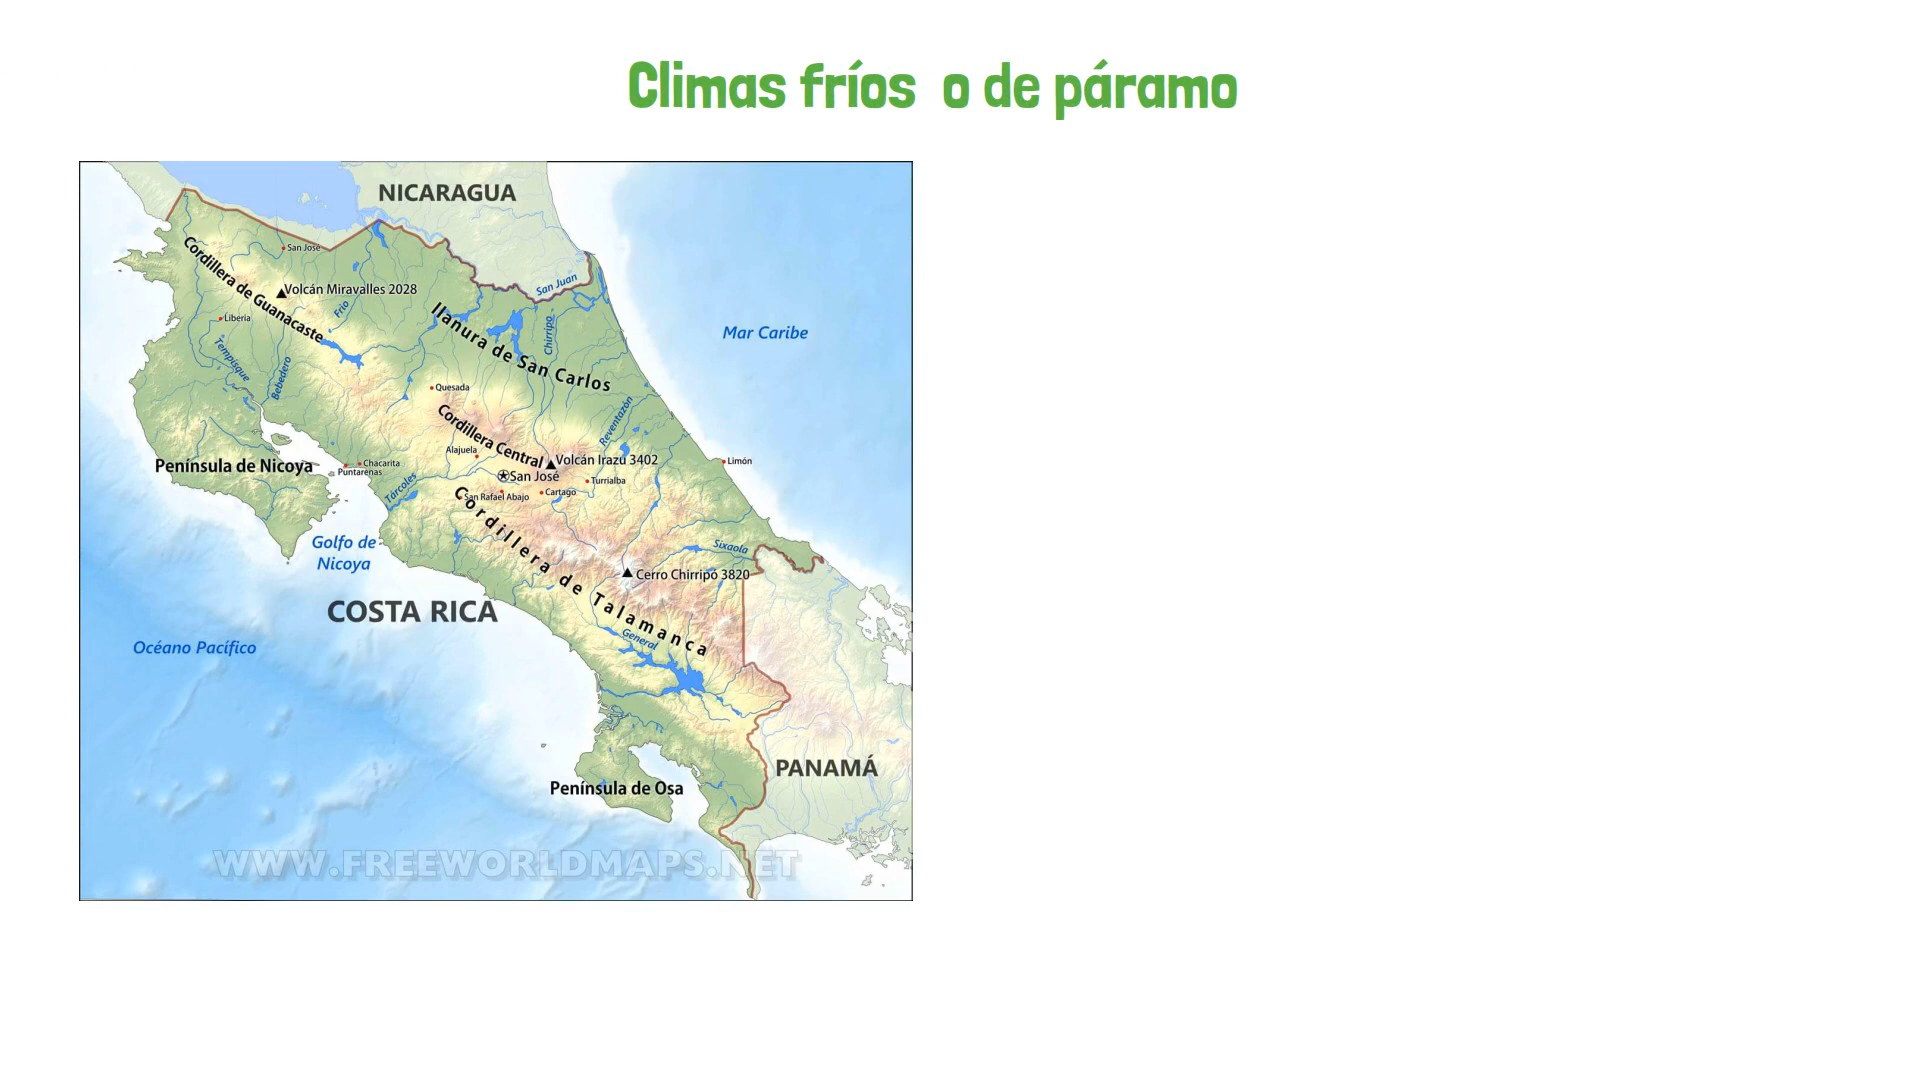 Climas fríos o de páramo
NICARAGUA
San José
Cordillera de Guanacaste
Volcán Miravalles 2028
San Juan
Frio
llanura de San Carlos
Chirripo
Liberia
Mar Caribe
Tempisque
Bebedero
Quesada
Cordillera Central
Reventazón
Alajuela
Volcán Irazú 3402
Limón
Península de Nicoya
Chacarita
Puntarenas
San José
Turrialba
Tárcoles
San Rafael Abajo
Cartago
Cordillera de Talamanca
Golfo de
Nicoya
Sixaola
Cerro Chirripó 3820
COSTA RICA
General
Océano Pacífico
PANAMÁ
Península de Osa
WWW.FREEWORLDMAPS.NET